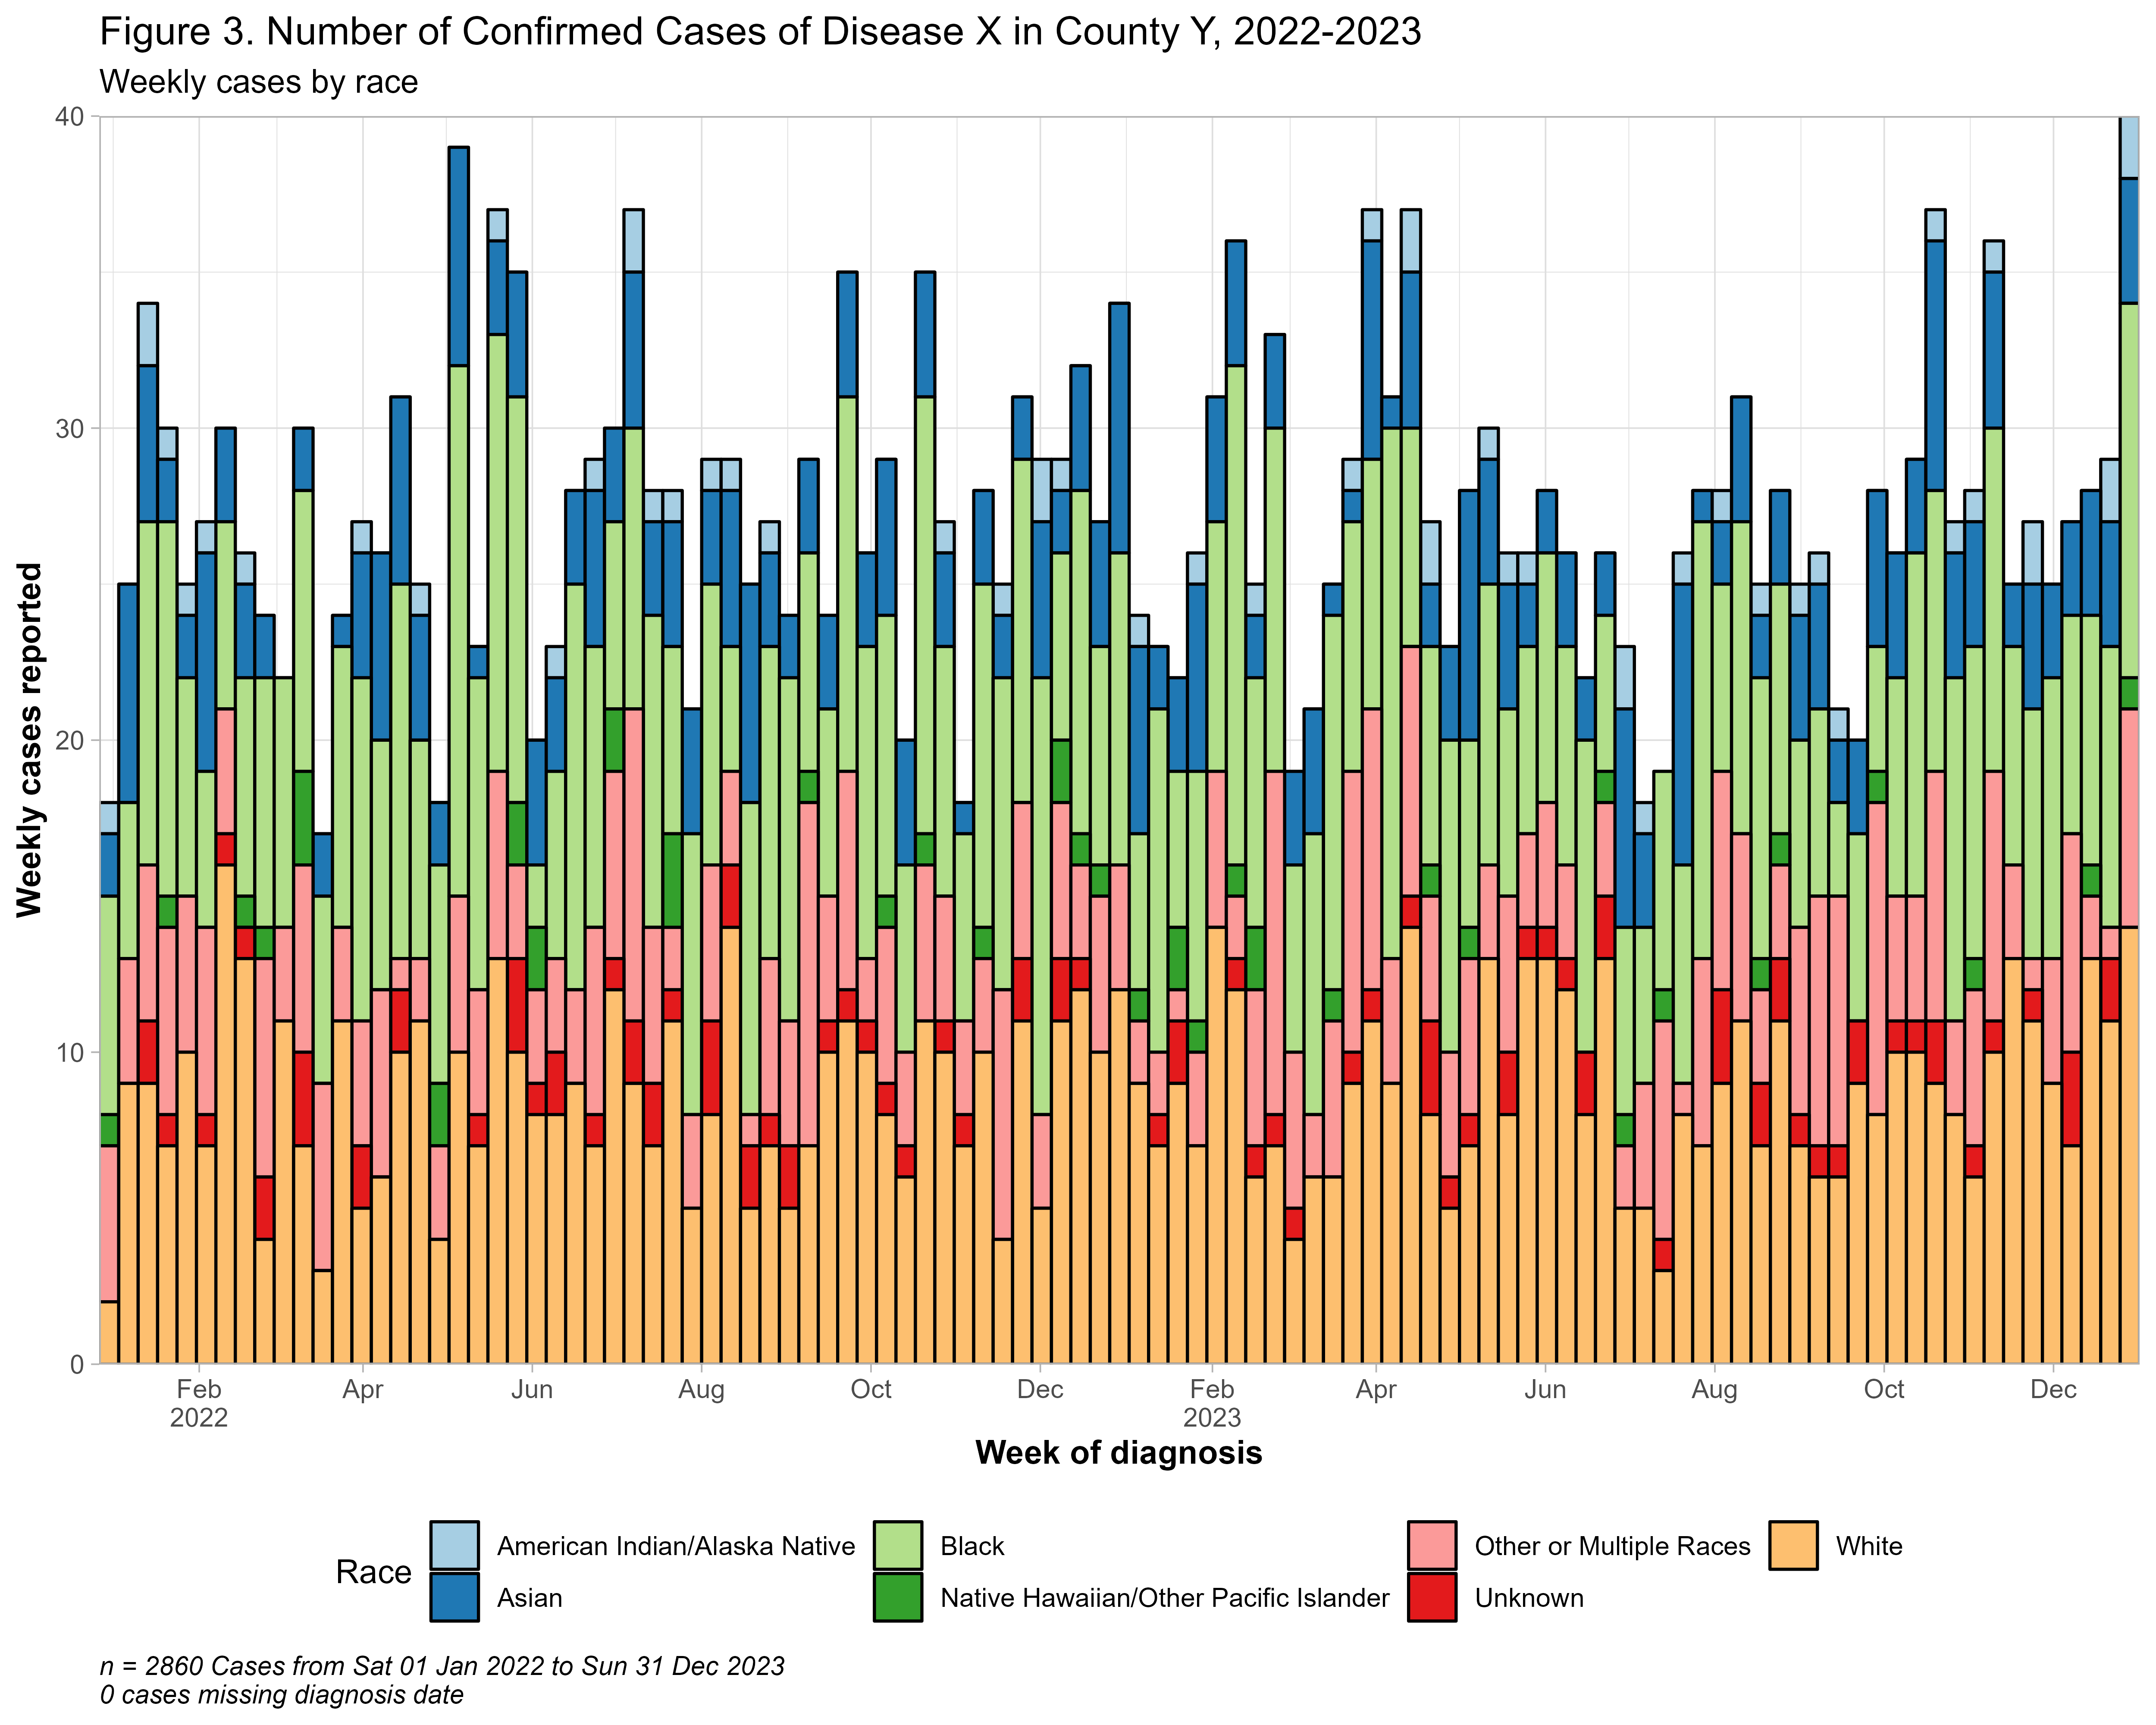 Figure 3. Number of Confirmed Cases of Disease X in County Y, 2022-2023
Weekly cases by race
Weekly cases reported
40
30
20
10
0
Feb Apr Jun Aug Oct Dec Feb Apr Jun Aug Oct Dec
2022 2023
Week of diagnosis
Race
American Indian/Alaska Native Black Other or Multiple Races White
Asian Native Hawaiian/Other Pacific Islander Unknown
n = 2860 Cases from Sat 01 Jan 2022 to Sun 31 Dec 2023
0 cases missing diagnosis date